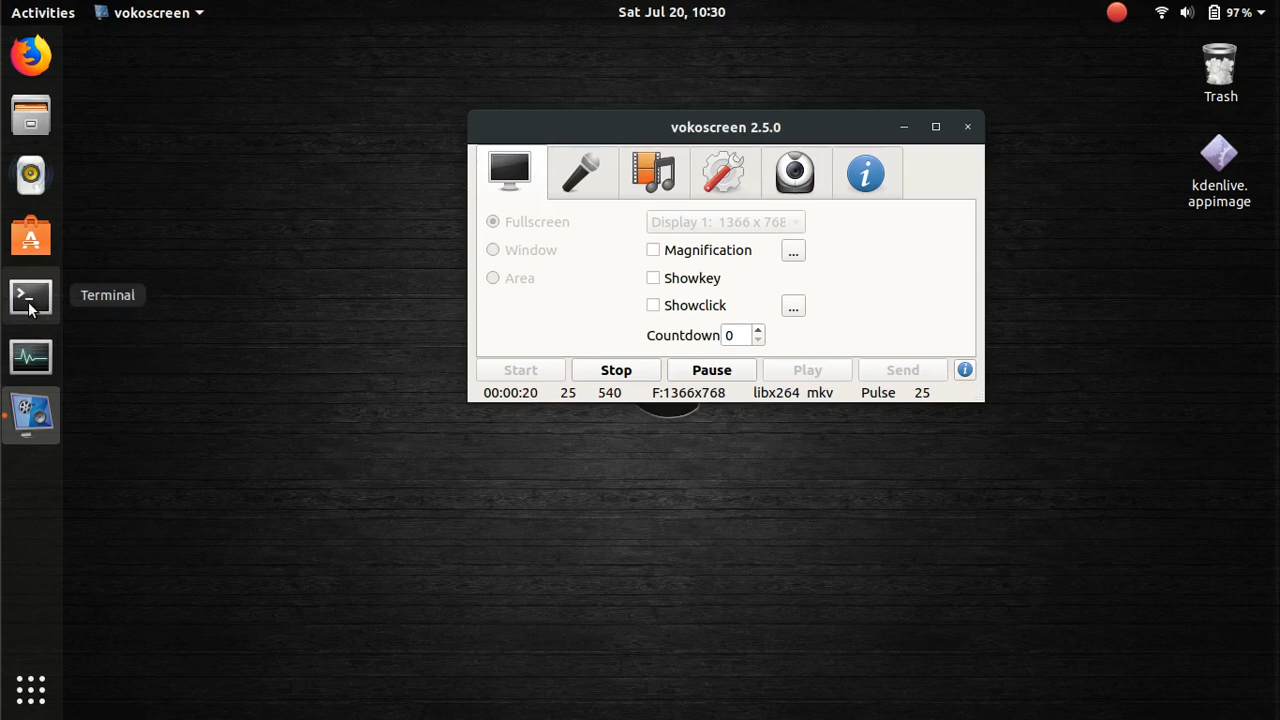 Activities vokoscreen Sat Jul 20, 10:30 97%
Trash
kdenlive.
appimage
Terminal
vokoscreen 2.5.0
Fullscreen Display 1: 1366 x 768
Window Magnification ...
Area Showkey
Showclick ...
Countdown 0
Start Stop Pause Play Send
00:00:20 25 540 F:1366x768 libx264 mkv Pulse 25